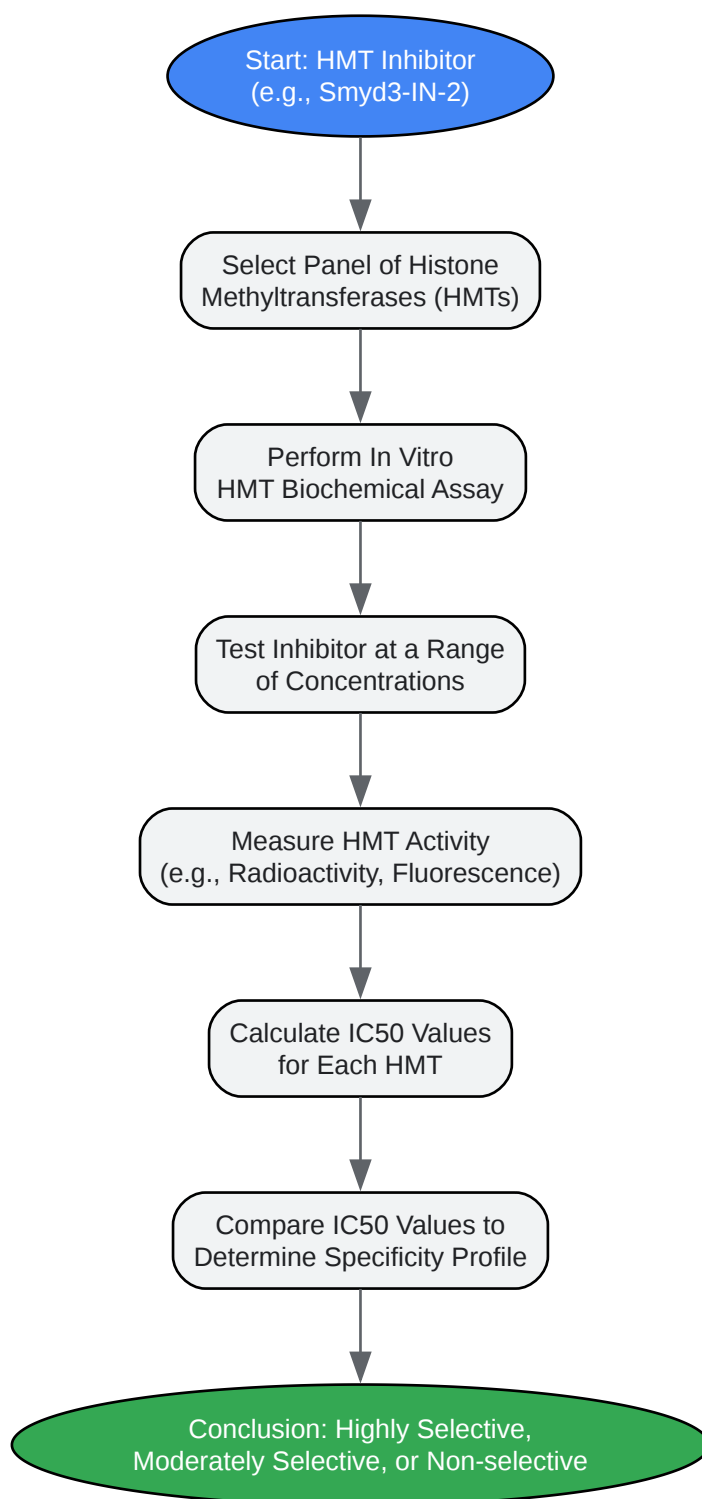 Start: HMT Inhibitor
(e.g., Smyd3-IN-2)
Select Panel of Histone
Methyltransferases (HMTs)
Perform In Vitro
HMT Biochemical Assay
Test Inhibitor at a Range
of Concentrations
Measure HMT Activity
(e.g., Radioactivity, Fluorescence)
Calculate IC50 Values
for Each HMT
Compare IC50 Values to
Determine Specificity Profile
Conclusion: Highly Selective,
Moderately Selective, or Non-selective